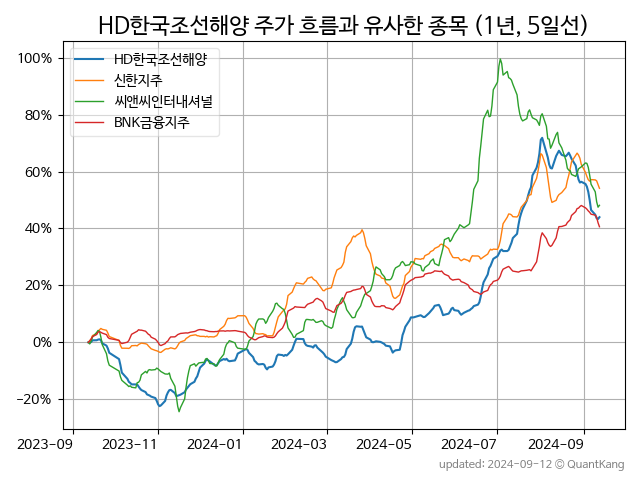 HD한국조선해양 주가 흐름과 유사한 종목 (1년, 5일선)
HD한국조선해양
신한지주
씨앤씨인터내셔널
BNK금융지주
100%
80%
60%
40%
20%
0%
−20%
2023−09
2023−11
2024−01
2024−03
2024−05
2024−07
2024−09
updated: 2024-09-12 © QuantKang